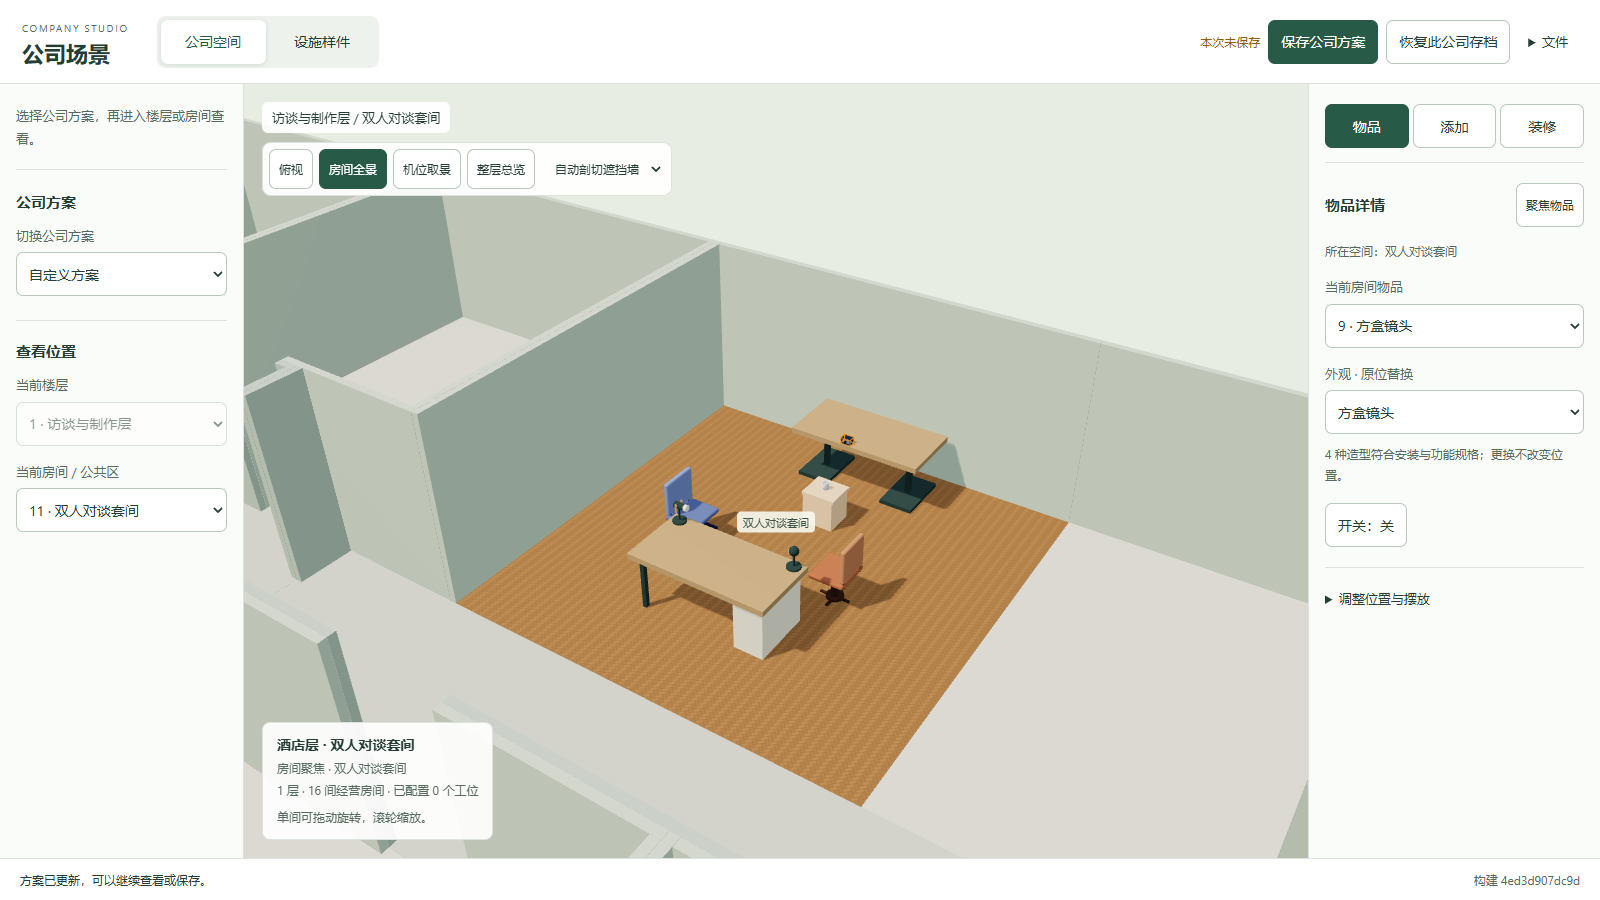 COMPANY STUDIO
公司场景
公司空间
设施样件
本次未保存
保存公司方案
恢复此公司存档
文件
选择公司方案，再进入楼层或房间查
看。
公司方案
切换公司方案
自定义方案
查看位置
当前楼层
1 · 访谈与制作层
当前房间 / 公共区
11 · 双人对谈套间
访谈与制作层 / 双人对谈套间
俯视
房间全景
机位取景
整层总览
自动剖切遮挡墙
双人对谈套间
酒店层 · 双人对谈套间
房间聚焦 · 双人对谈套间
1 层 · 16 间经营房间 · 已配置 0 个工位
单间可拖动旋转，滚轮缩放。
物品
添加
装修
物品详情
聚焦物品
所在空间：双人对谈套间
当前房间物品
9 · 方盒镜头
外观 · 原位替换
方盒镜头
4 种造型符合安装与功能规格；更换不改变位
置。
开关：关
调整位置与摆放
方案已更新，可以继续查看或保存。
构建 4ed3d907dc9d